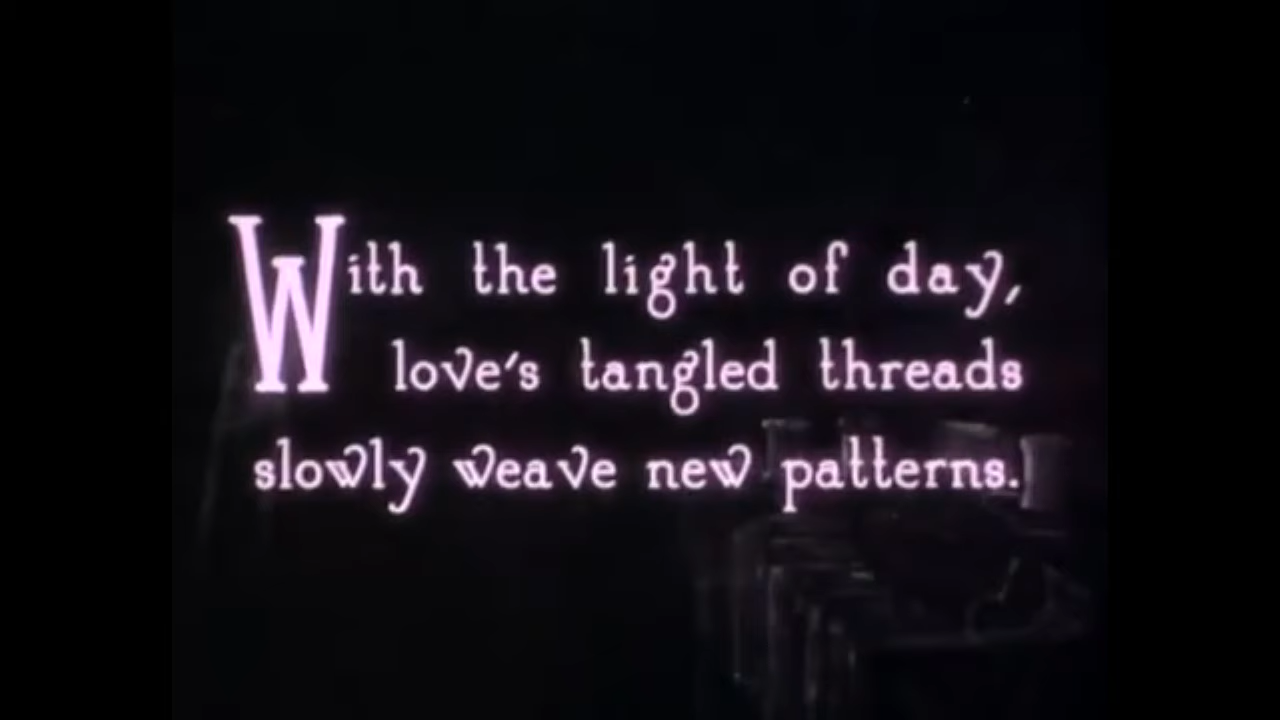 With the light of day,
love's tangled threads
slowly weave new patterns.